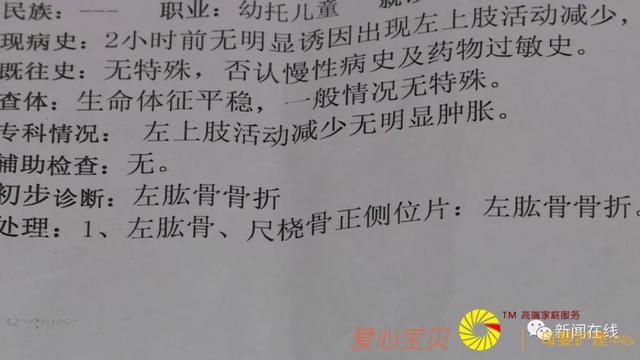 民族：--- 职业：幼托儿童
现病史：2小时前无明显诱因出现左上肢活动减少，
既往史：无特殊，否认慢性病史及药物过敏史。
查体：生命体征平稳，一般情况无特殊。
专科情况： 左上肢活动减少无明显肿胀。
辅助检查：无。
初步诊断：左肱骨骨折
处理：1、左肱骨、尺桡骨正侧位片：左肱骨骨折。
TM 高端家庭服务
爱心宝贝 新闻在线